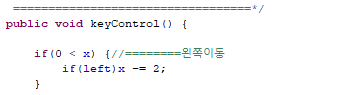 ==================================*/
public void keyControl() {
if(0 < x) {//========왼쪽이동
if(left)x -= 2;
}